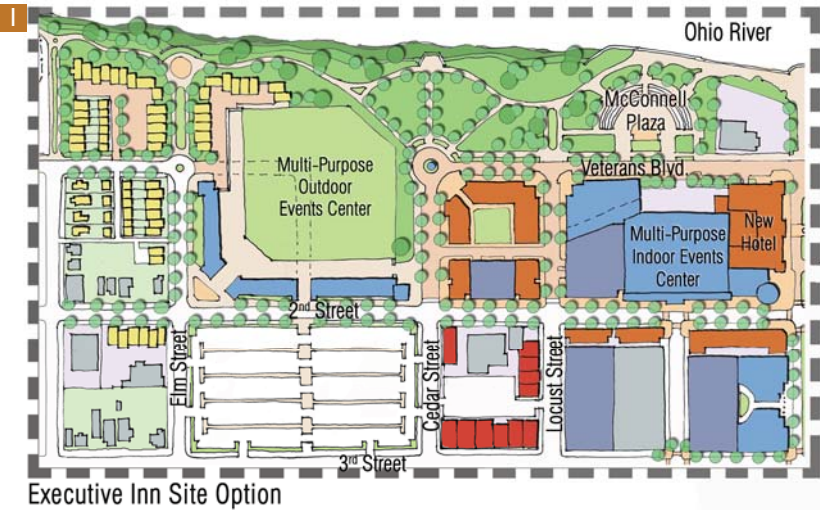 I
Ohio River
McConnell
Plaza
Veterans Blvd
Multi-Purpose
Outdoor
Events Center
Multi-Purpose
Indoor Events
Center
New
Hotel
2nd Street
Elm Street
Cedar Street
Locust Street
3rd Street
Executive Inn Site Option